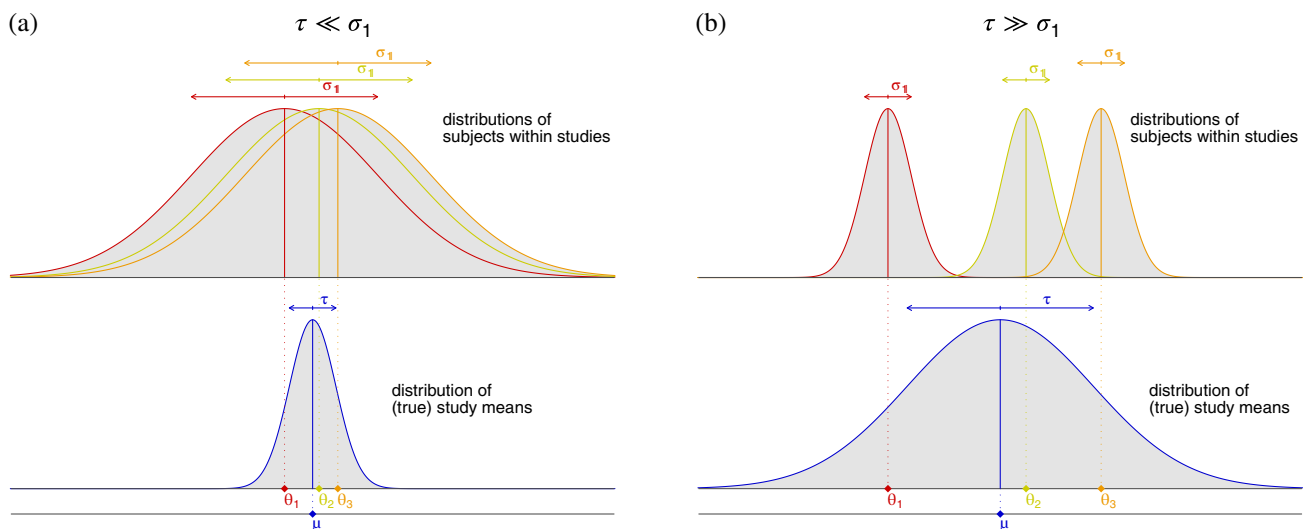 (a) τ ≪ σ₁
σ₁
σ₁
σ₁
distributions of
subjects within studies
τ
distribution of
(true) study means
θ₁ θ₂ θ₃
μ
(b) τ ≫ σ₁
σ₁ σ₁ σ₁
distributions of
subjects within studies
τ
distribution of
(true) study means
θ₁ θ₂ θ₃
μ